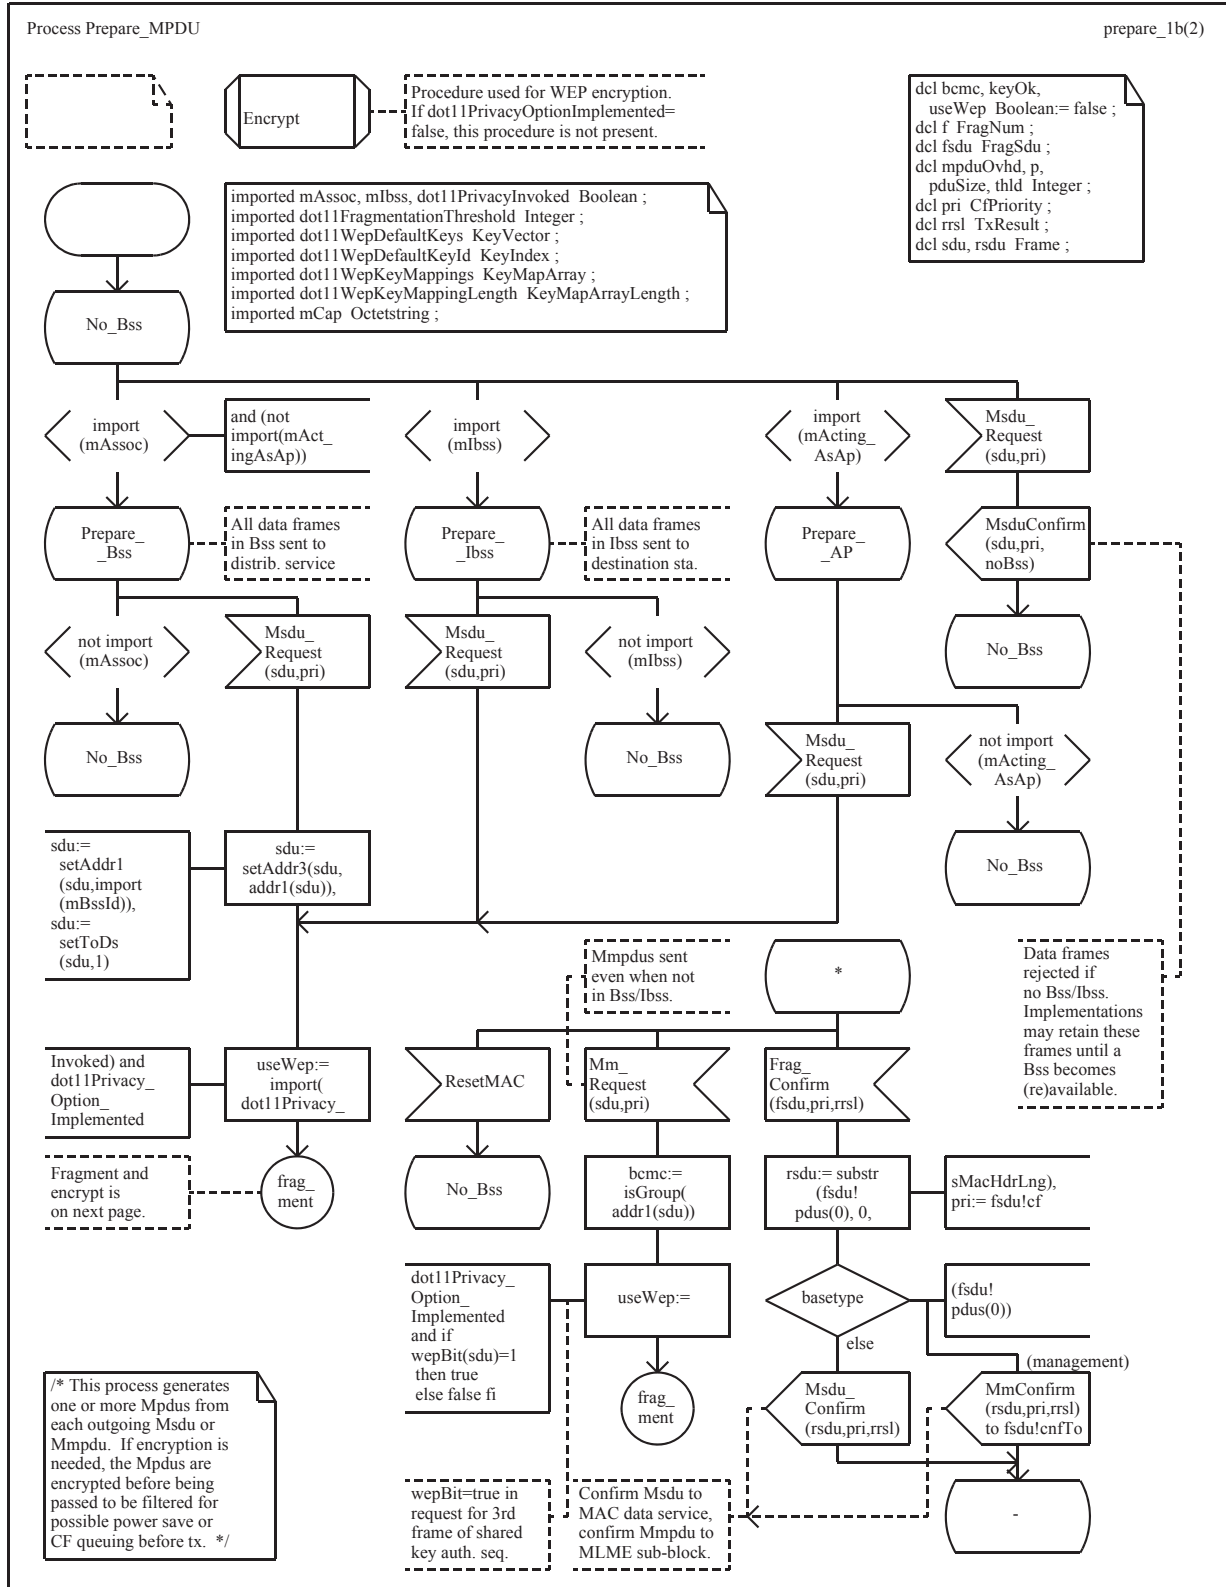 Process Prepare_MPDU
prepare_1b(2)
Encrypt
Procedure used for WEP encryption.
If dot11PrivacyOptionImplemented=
false, this procedure is not present.
dcl bcmc, keyOk,
useWep Boolean:= false ;
dcl f FragNum ;
dcl fsdu FragSdu ;
dcl mpduOvhd, p,
pduSize, thld Integer ;
dcl pri CfPriority ;
dcl rrsl TxResult ;
dcl sdu, rsdu Frame ;
imported mAssoc, mIbss, dot11PrivacyInvoked Boolean ;
imported dot11FragmentationThreshold Integer ;
imported dot11WepDefaultKeys KeyVector ;
imported dot11WepDefaultKeyId KeyIndex ;
imported dot11WepKeyMappings KeyMapArray ;
imported dot11WepKeyMappingLength KeyMapArrayLength ;
imported mCap Octetstring ;
No_Bss
import
(mAssoc)
and (not
import(mAct_
ingAsAp))
import
(mIbss)
import
(mActing_
AsAp)
Msdu_
Request
(sdu,pri)
Prepare_
_Bss
All data frames
in Bss sent to
distrib. service
Prepare_
_Ibss
All data frames
in Ibss sent to
destination sta.
Prepare_
_AP
MsduConfirm
(sdu,pri,
noBss)
not import
(mAssoc)
Msdu_
Request
(sdu,pri)
Msdu_
Request
(sdu,pri)
not import
(mIbss)
No_Bss
No_Bss
No_Bss
Msdu_
Request
(sdu,pri)
not import
(mActing_
AsAp)
sdu:=
setAddr1
(sdu,import
(mBssId)),
sdu:=
setToDs
(sdu,1)
sdu:=
setAddr3(sdu,
addr1(sdu)),
No_Bss
Mmpdus sent
even when not
in Bss/Ibss.
*
Data frames
rejected if
no Bss/Ibss.
Implementations
may retain these
frames until a
Bss becomes
(re)available.
Invoked) and
dot11Privacy_
Option_
Implemented
useWep:=
import(
dot11Privacy_
ResetMAC
Mm_
Request
(sdu,pri)
Frag_
Confirm
(fsdu,pri,rrsl)
Fragment and
encrypt is
on next page.
frag_
ment
No_Bss
bcmc:=
isGroup(
addr1(sdu))
rsdu:= substr
(fsdu!
pdus(0), 0,
sMacHdrLng),
pri:= fsdu!cf
dot11Privacy_
Option_
Implemented
and if
wepBit(sdu)=1
then true
else false fi
useWep:=
basetype
(fsdu!
pdus(0))
else
(management)
/* This process generates
one or more Mpdus from
each outgoing Msdu or
Mmpdu. If encryption is
needed, the Mpdus are
encrypted before being
passed to be filtered for
possible power save or
CF queuing before tx. */
frag_
ment
Msdu_
Confirm
(rsdu,pri,rrsl)
MmConfirm
(rsdu,pri,rrsl)
to fsdu!cnfTo
wepBit=true in
request for 3rd
frame of shared
key auth. seq.
Confirm Msdu to
MAC data service,
confirm Mmpdu to
MLME sub-block.
-